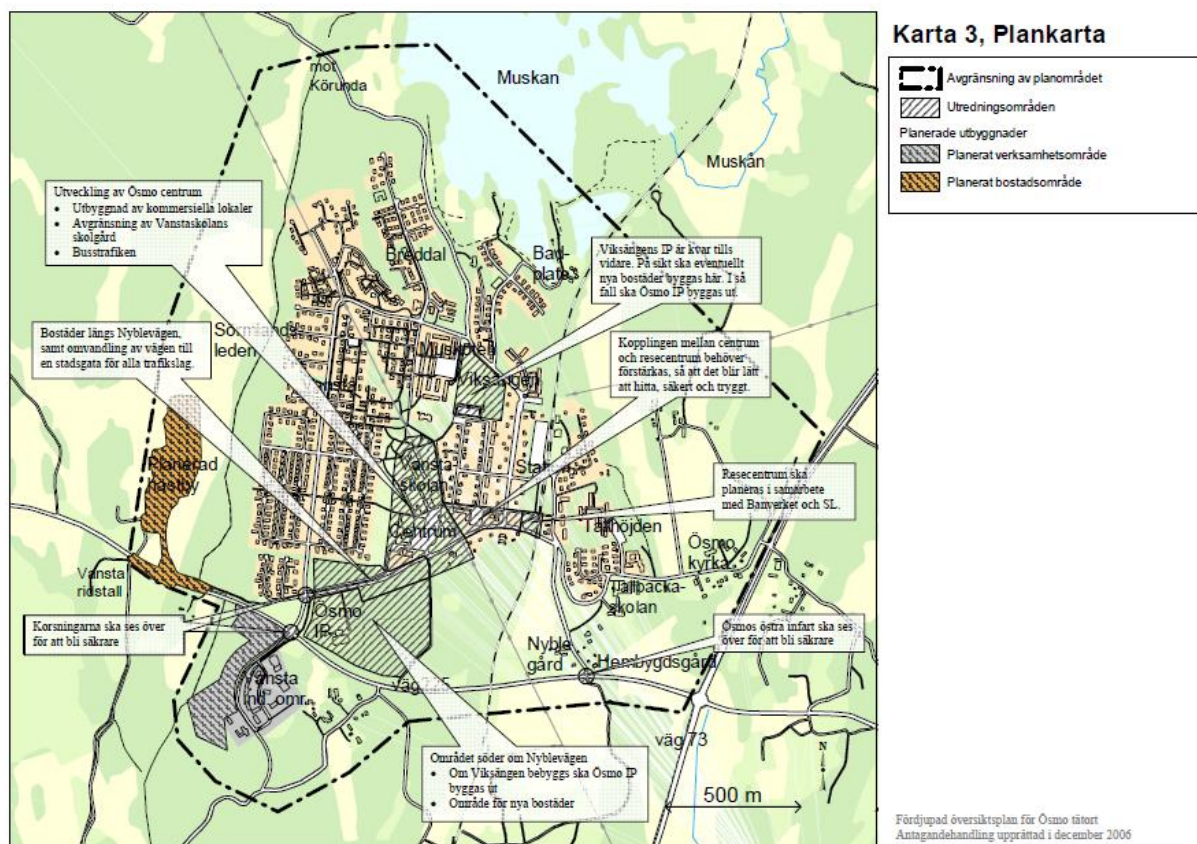 Karta 3, Plankarta
Avgränsning av planområdet
Utredningsområden
Planerade utbyggnader
Planerat verksamhetsområde
Planerat bostadsområde
mot
Körunda
Muskan
Muskån
Utveckling av Ösmo centrum
• Utbyggnad av kommersiella lokaler
• Avgränsning av Vanstaskolans
skolgård
• Busstrafiken
Breddal
Bad-
plats
Viksängens IP är kvar tills
vidare. På sikt ska eventuellt
nya bostäder byggas här. I så
fall ska Ösmo IP byggas ut.
Bostäder längs Nyblevägen,
samt omvandling av vägen till
en stadsgata för alla trafikslag.
Sörmlands
leden
Kopplingen mellan centrum
och resecentrum behöver
förstärkas, så att det blir lätt
att hitta, säkert och tryggt.
Viksängen
Vansta
Planerad
hästby
Vansta
skolan
Centrum
Resecentrum ska
planeras i samarbete
med Banverket och SL.
Tallhöjden
Ösmo
kyrka
Tallbacka-
skolan
Vansta
ridstall
Korsningarna ska ses över
för att bli säkrare
Ösmo
IP
Nyble
gård
Hembygdsgård
Ösmos östra infart ska ses
över för att bli säkrare
Vansta
ind. omr.
väg 225
väg 73
Området söder om Nyblevägen
• Om Viksängen bebyggs ska Ösmo IP
byggas ut
• Område för nya bostäder
N
500 m
Fördjupad översiktsplan för Ösmo tätort
Antagandehandling upprättad i december 2006